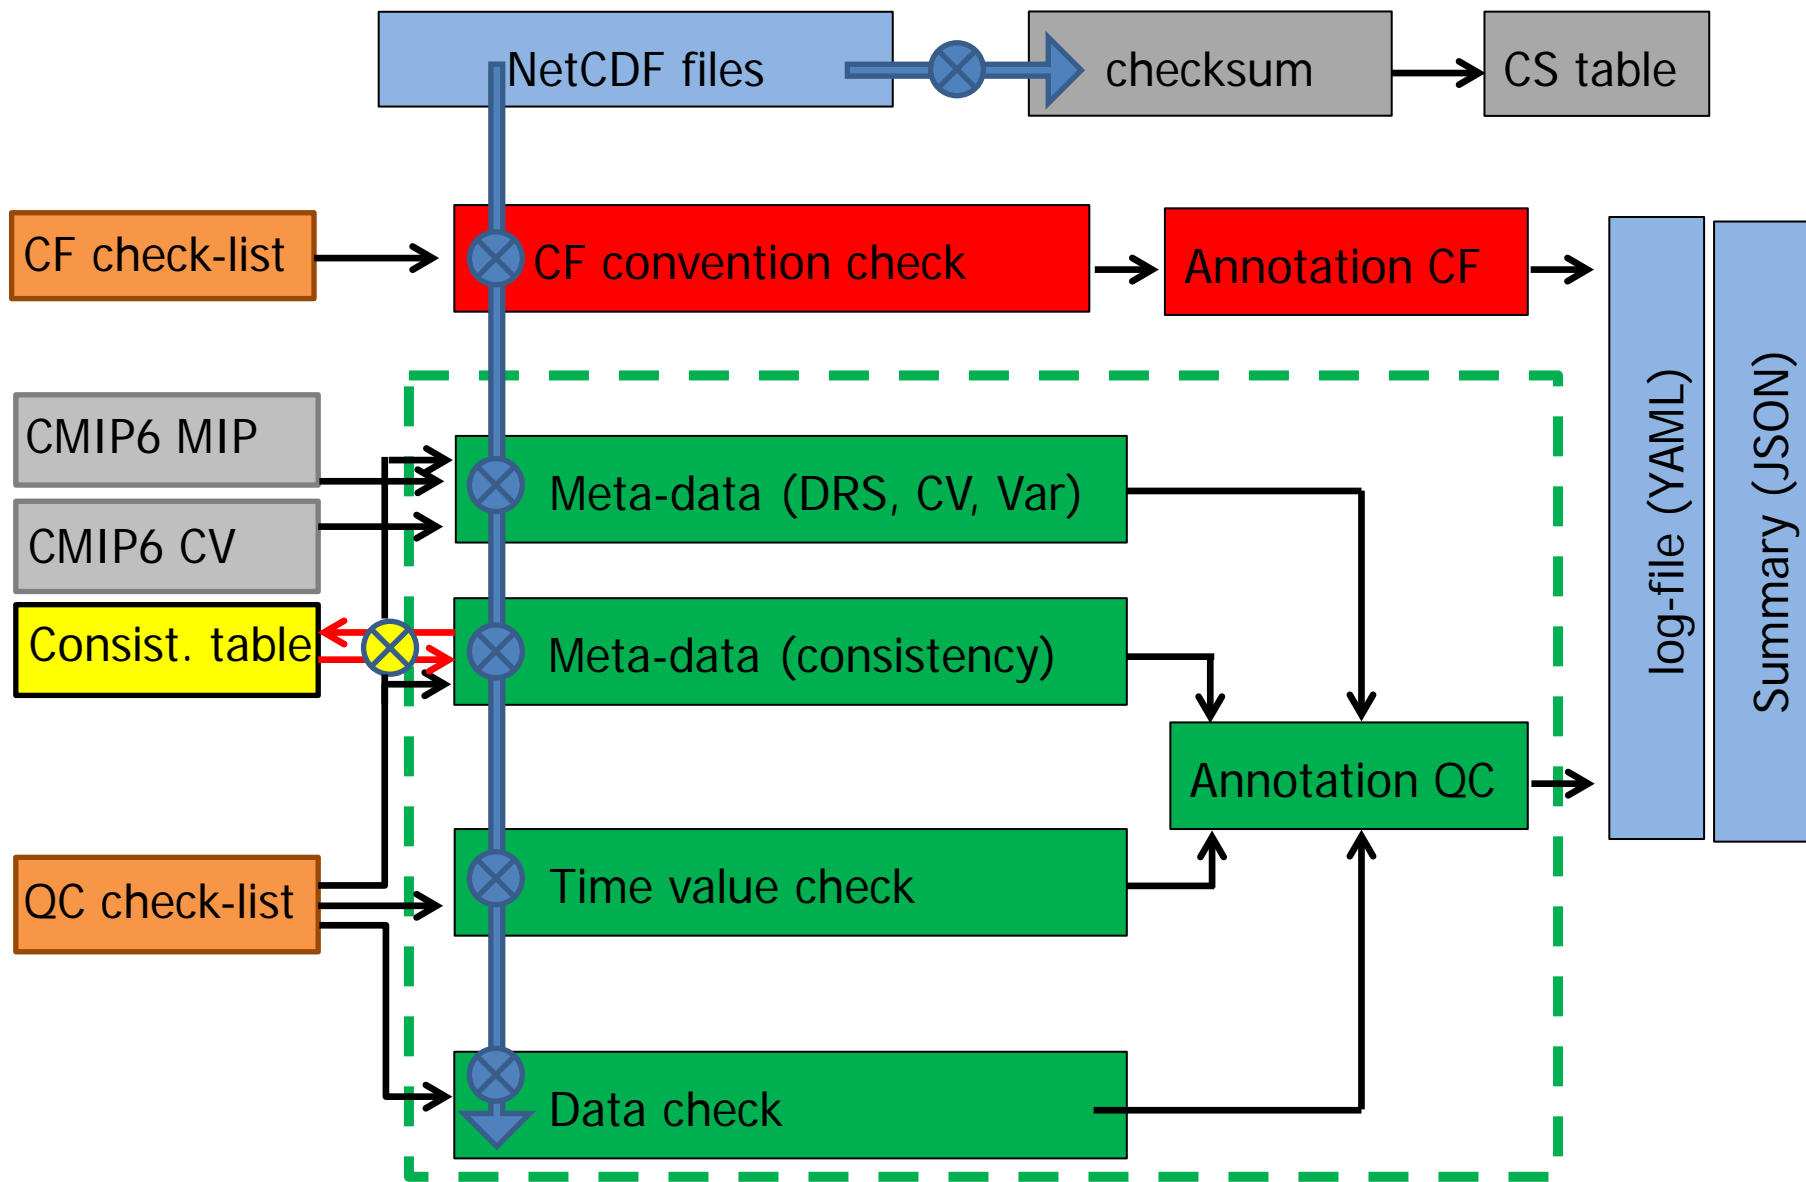 NetCDF files
checksum
CS table
CF check-list
CF convention check
Annotation CF
CMIP6 MIP
Meta-data (DRS, CV, Var)
CMIP6 CV
Consist. table
Meta-data (consistency)
Annotation QC
QC check-list
Time value check
Data check
log-file (YAML)
Summary (JSON)